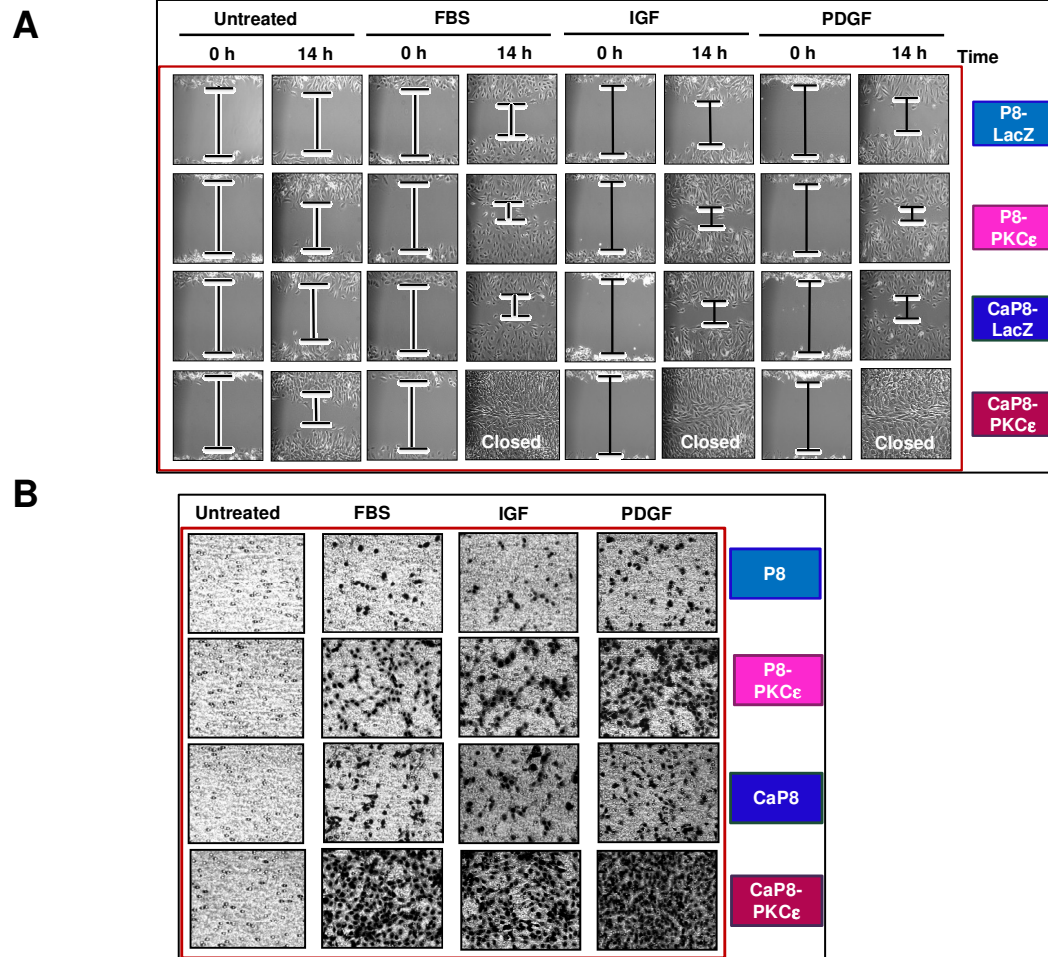 A
Untreated FBS IGF PDGF
0 h 14 h 0 h 14 h 0 h 14 h 0 h 14 h Time
P8-
LacZ
P8-
PKCε
CaP8-
LacZ
Closed Closed Closed
CaP8-
PKCε
B
Untreated FBS IGF PDGF
P8
P8-
PKCε
CaP8
CaP8-
PKCε